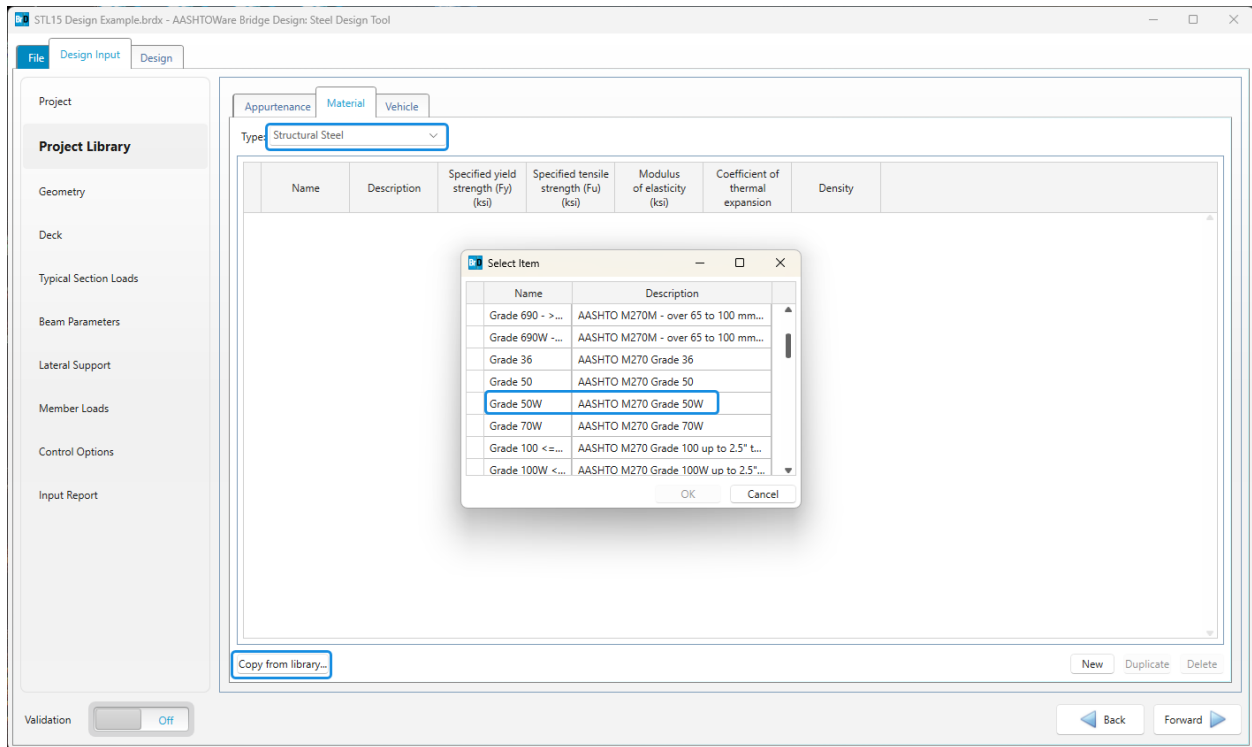 BrD STL15 Design Example.brdx - AASHTOWare Bridge Design: Steel Design Tool
File Design Input Design
Project
Project Library
Geometry
Deck
Typical Section Loads
Beam Parameters
Lateral Support
Member Loads
Control Options
Input Report
Appurtenance Material Vehicle
Type: Structural Steel
Name Description Specified yield strength (Fy) (ksi) Specified tensile strength (Fu) (ksi) Modulus of elasticity (ksi) Coefficient of thermal expansion Density
BrD Select Item
Name Description
Grade 690 - >... AASHTO M270M - over 65 to 100 mm...
Grade 690W -... AASHTO M270M - over 65 to 100 mm...
Grade 36 AASHTO M270 Grade 36
Grade 50 AASHTO M270 Grade 50
Grade 50W AASHTO M270 Grade 50W
Grade 70W AASHTO M270 Grade 70W
Grade 100 <=... AASHTO M270 Grade 100 up to 2.5" t...
Grade 100W <... AASHTO M270 Grade 100W up to 2.5"...
OK Cancel
Copy from library... New Duplicate Delete
Validation Off Back Forward